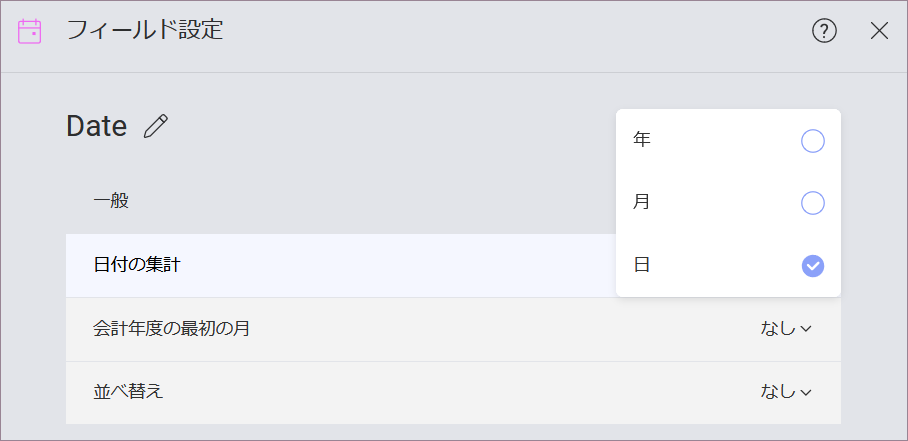 フィールド設定
Date
年
一般
月
日付の集計
日
会計年度の最初の月 なし
並べ替え なし